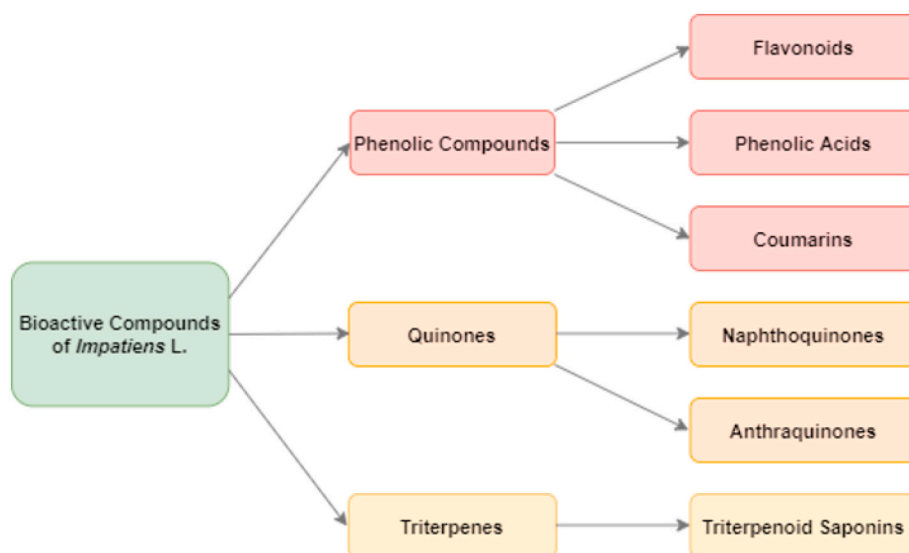 Flavonoids
Phenolic Compounds
Phenolic Acids
Coumarins
Bioactive Compounds
of Impatiens L.
Quinones
Naphthoquinones
Anthraquinones
Triterpenes
Triterpenoid Saponins